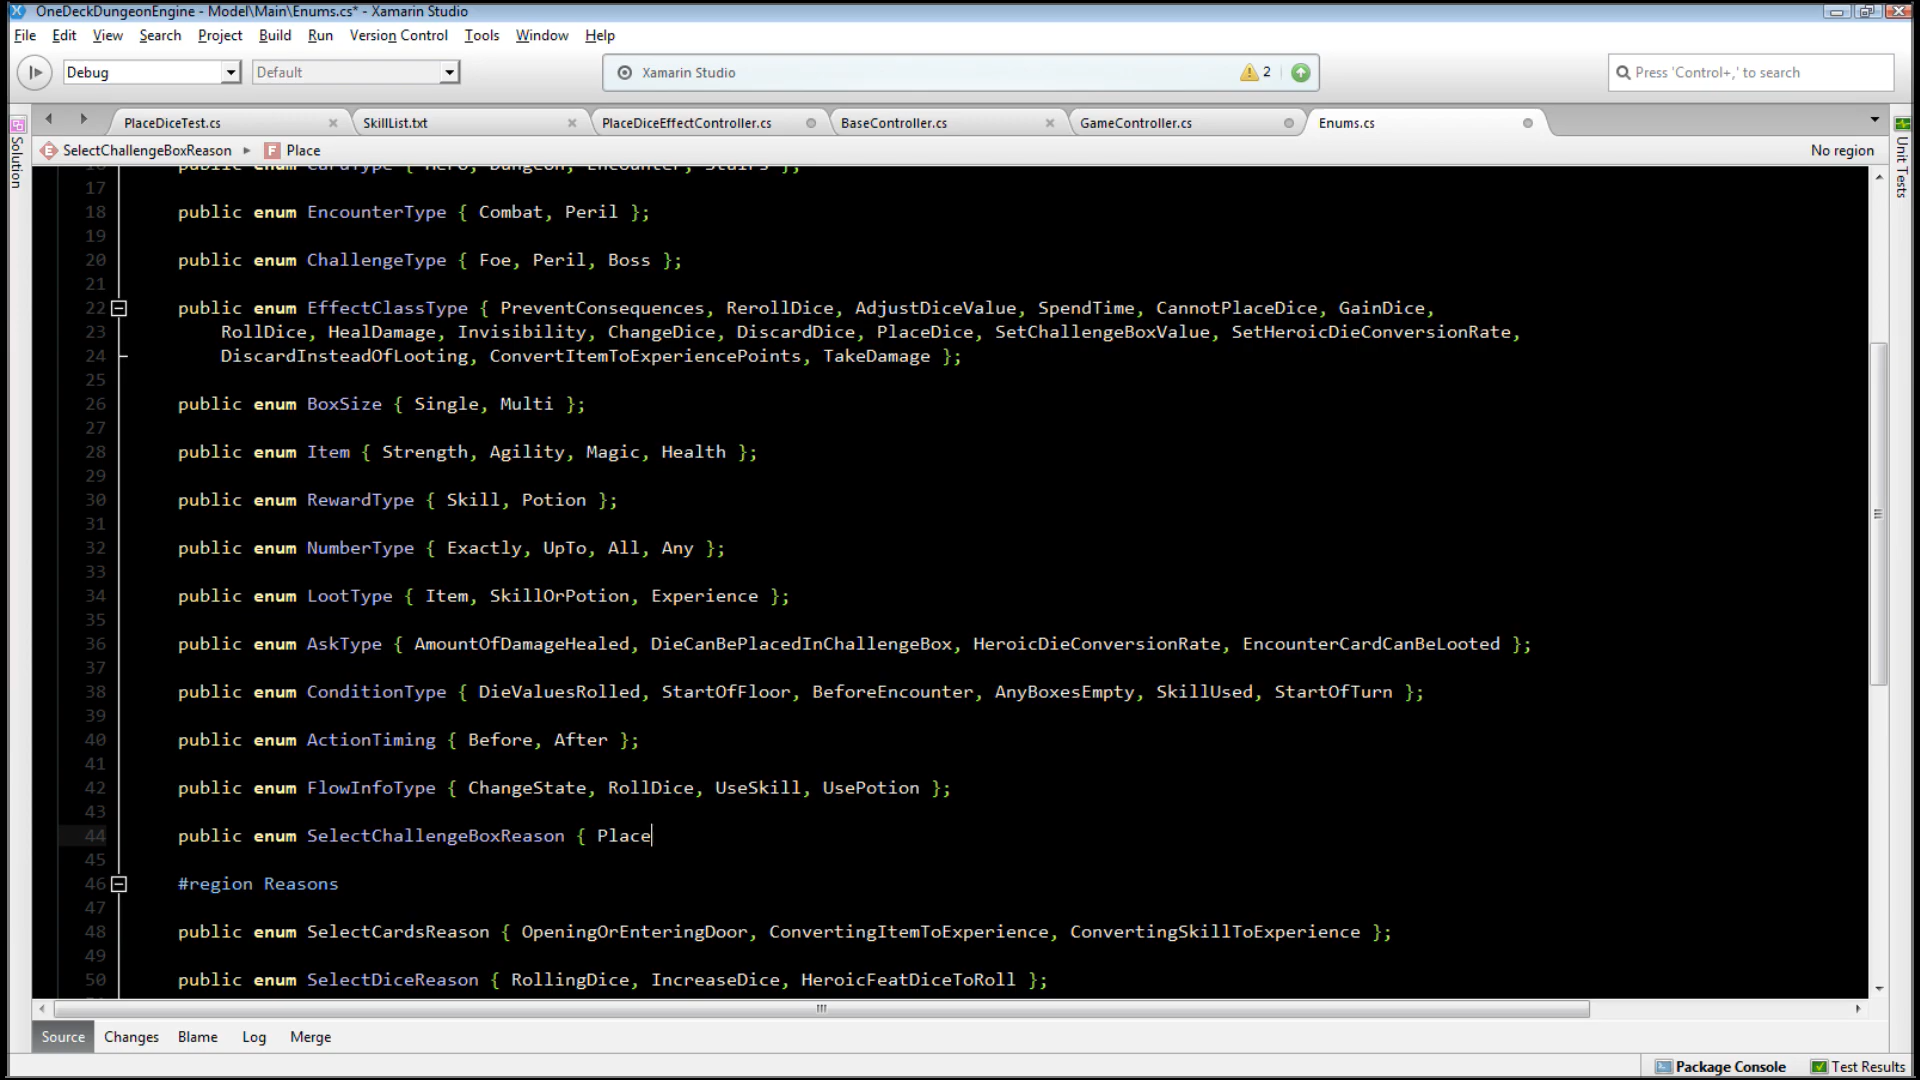 OneDeckDungeonEngine - Model\Main\Enums.cs* - Xamarin Studio
File Edit View Search Project Build Run Version Control Tools Window Help
Debug Default Xamarin Studio 2 Press 'Control+,' to search
PlaceDiceTest.cs SkillList.txt PlaceDiceEffectController.cs BaseController.cs GameController.cs Enums.cs
SelectChallengeBoxReason Place No region
Solution
Unit Tests
public enum CardType { Hero, Dungeon, Encounter, Stairs };
17
18 public enum EncounterType { Combat, Peril };
19
20 public enum ChallengeType { Foe, Peril, Boss };
21
22 public enum EffectClassType { PreventConsequences, RerollDice, AdjustDiceValue, SpendTime, CannotPlaceDice, GainDice,
23 RollDice, HealDamage, Invisibility, ChangeDice, DiscardDice, PlaceDice, SetChallengeBoxValue, SetHeroicDieConversionRate,
24 DiscardInsteadOfLooting, ConvertItemToExperiencePoints, TakeDamage };
25
26 public enum BoxSize { Single, Multi };
27
28 public enum Item { Strength, Agility, Magic, Health };
29
30 public enum RewardType { Skill, Potion };
31
32 public enum NumberType { Exactly, UpTo, All, Any };
33
34 public enum LootType { Item, SkillOrPotion, Experience };
35
36 public enum AskType { AmountOfDamageHealed, DieCanBePlacedInChallengeBox, HeroicDieConversionRate, EncounterCardCanBeLooted };
37
38 public enum ConditionType { DieValuesRolled, StartOfFloor, BeforeEncounter, AnyBoxesEmpty, SkillUsed, StartOfTurn };
39
40 public enum ActionTiming { Before, After };
41
42 public enum FlowInfoType { ChangeState, RollDice, UseSkill, UsePotion };
43
44 public enum SelectChallengeBoxReason { Place
45
46 #region Reasons
47
48 public enum SelectCardsReason { OpeningOrEnteringDoor, ConvertingItemToExperience, ConvertingSkillToExperience };
49
50 public enum SelectDiceReason { RollingDice, IncreaseDice, HeroicFeatDiceToRoll };
Source Changes Blame Log Merge
Package Console Test Results